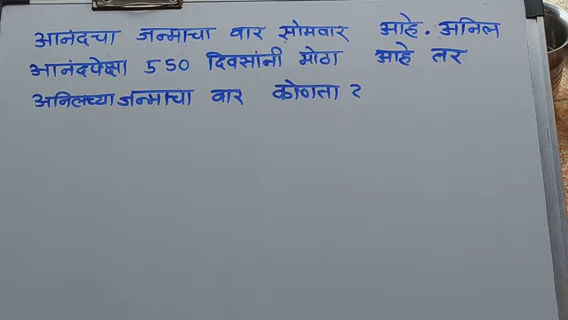 आनंदचा जन्माचा वार सोमवार आहे. अनिल
आनंदपेक्षा 550 दिवसांनी मोठा आहे तर
अनिलच्या जन्माचा वार कोणता?